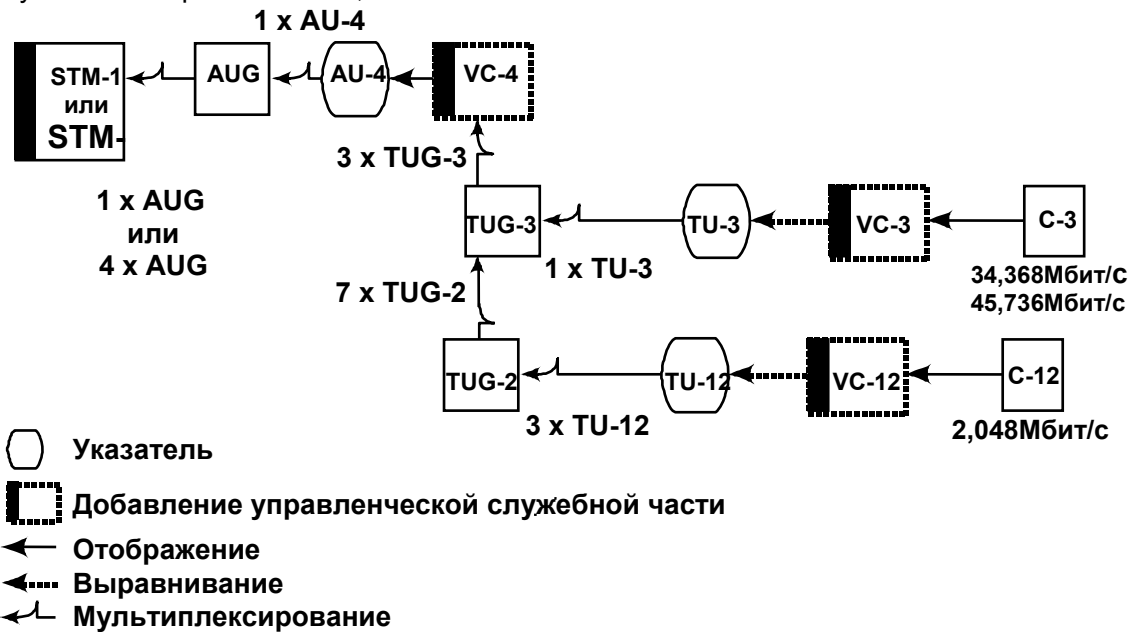 1 x AU-4
STM-1
или
STM-
AUG
AU-4
VC-4
3 x TUG-3
1 x AUG
или
4 x AUG
TUG-3
TU-3
VC-3
C-3
1 x TU-3
34,368Мбит/с
45,736Мбит/с
7 x TUG-2
TUG-2
TU-12
VC-12
C-12
3 x TU-12
2,048Мбит/с
Указатель
Добавление управленческой служебной части
Отображение
Выравнивание
Мультиплексирование